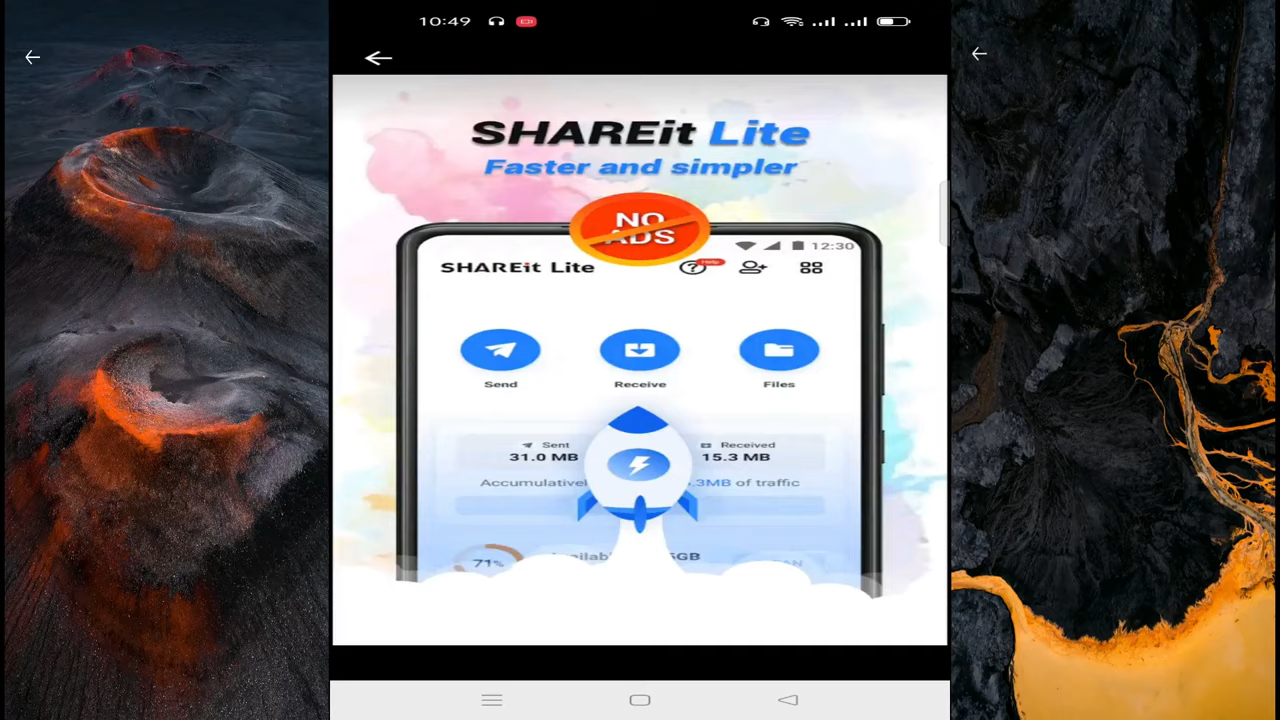 10:49
SHAREit Lite
Faster and simpler
NO
ADS
12:30
SHAREit Lite
Help
Send Receive Files
Sent Received
31.0 MB 15.3 MB
of traffic
71%